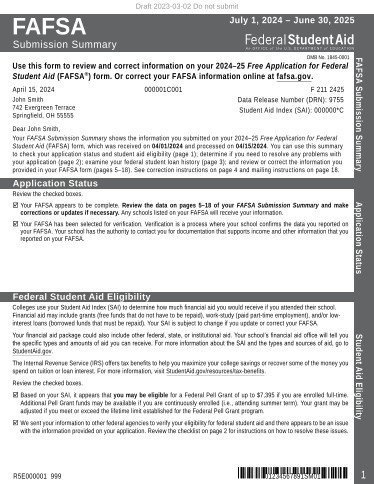 Draft 2023-03-02 Do not submit
FAFSA
July 1, 2024 – June 30, 2025
Submission Summary
Federal Student Aid
An OFFICE of the U.S. DEPARTMENT of EDUCATION
OMB No. 1845-0001
Use this form to review and correct information on your 2024–25 Free Application for Federal
Student Aid (FAFSA®) form. Or correct your FAFSA information online at fafsa.gov.
April 15, 2024 000001C001 F 211 2425
John Smith
742 Evergreen Terrace
Springfield, OH 55555
Data Release Number (DRN): 9755
Student Aid Index (SAI): 000000*C
Dear John Smith,
Your FAFSA Submission Summary shows the information you submitted on your 2024–25 Free Application for Federal
Student Aid (FAFSA) form, which was received on 04/01/2024 and processed on 04/15/2024. You can use this summary
to check your application status and student aid eligibility (page 1); determine if you need to resolve any problems with
your application (page 2); examine your federal student loan history (page 3); and review or correct the information you
provided in your FAFSA form (pages 5–18). See correction instructions on page 4 and mailing instructions on page 18.
Application Status
Review the checked boxes.
☑ Your FAFSA appears to be complete. Review the data on pages 5–18 of your FAFSA Submission Summary and make
corrections or updates if necessary. Any schools listed on your FAFSA will receive your information.
☑ Your FAFSA has been selected for verification. Verification is a process where your school confirms the data you reported on
your FAFSA. Your school has the authority to contact you for documentation that supports income and other information that you
reported on your FAFSA.
Federal Student Aid Eligibility
Colleges use your Student Aid Index (SAI) to determine how much financial aid you would receive if you attended their school.
Financial aid may include grants (free funds that do not have to be repaid), work-study (paid part-time employment), and/or low-
interest loans (borrowed funds that must be repaid). Your SAI is subject to change if you update or correct your FAFSA.
Your financial aid package could also include other federal, state, or institutional aid. Your school's financial aid office will tell you
the specific types and amounts of aid you can receive. For more information about the SAI and the types and sources of aid, go to
StudentAid.gov.
The Internal Revenue Service (IRS) offers tax benefits to help you maximize your college savings or recover some of the money you
spend on tuition or loan interest. For more information, visit StudentAid.gov/resources/tax-benefits.
Review the checked boxes.
☑ Based on your SAI, it appears that you may be eligible for a Federal Pell Grant of up to $7,395 if you are enrolled full-time.
Additional Pell Grant funds may be available if you are continuously enrolled (i.e., attending summer term). Your grant may be
adjusted if you meet or exceed the lifetime limit established for the Federal Pell Grant program.
☑ We sent your information to other federal agencies to verify your eligibility for federal student aid and there appears to be an issue
with the information provided on your application. Review the checklist on page 2 for instructions on how to resolve these issues.
R5E000001 999
01234567891SM01
FAFSA Submission Summary
Application Status
Student Aid Eligibility
1